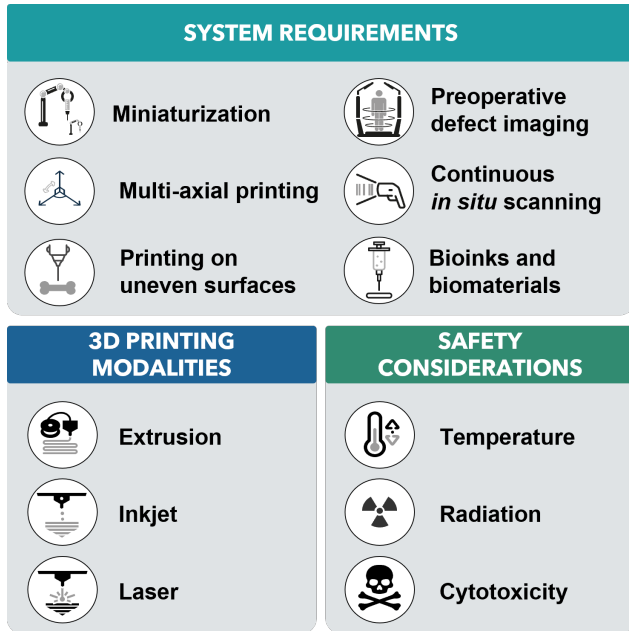 SYSTEM REQUIREMENTS
Miniaturization
Preoperative
defect imaging
Multi-axial printing
Continuous
in situ scanning
Printing on
uneven surfaces
Bioinks and
biomaterials
3D PRINTING
MODALITIES
Extrusion
Inkjet
Laser
SAFETY
CONSIDERATIONS
Temperature
Radiation
Cytotoxicity